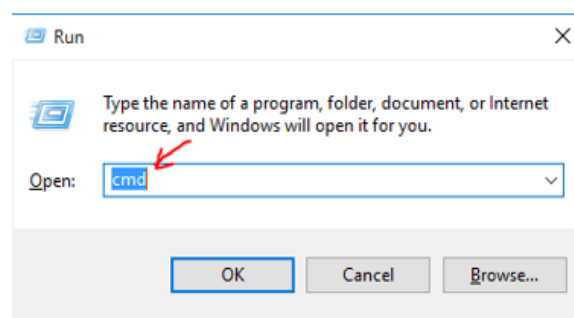 Run
Type the name of a program, folder, document, or Internet
resource, and Windows will open it for you.
Open: cmd
OK Cancel Browse...